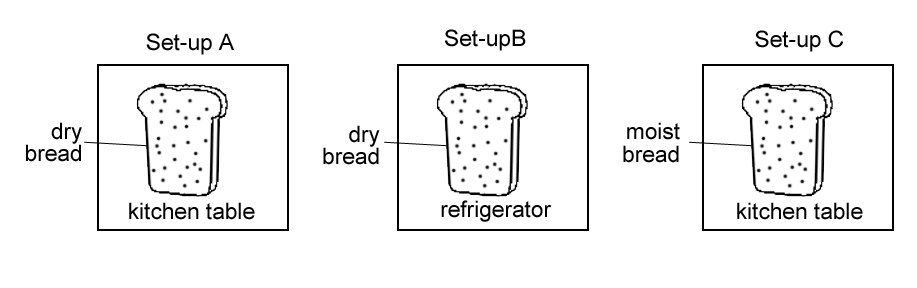 Set-up A
dry
bread
kitchen table
Set-upB
dry
bread
refrigerator
Set-up C
moist
bread
kitchen table